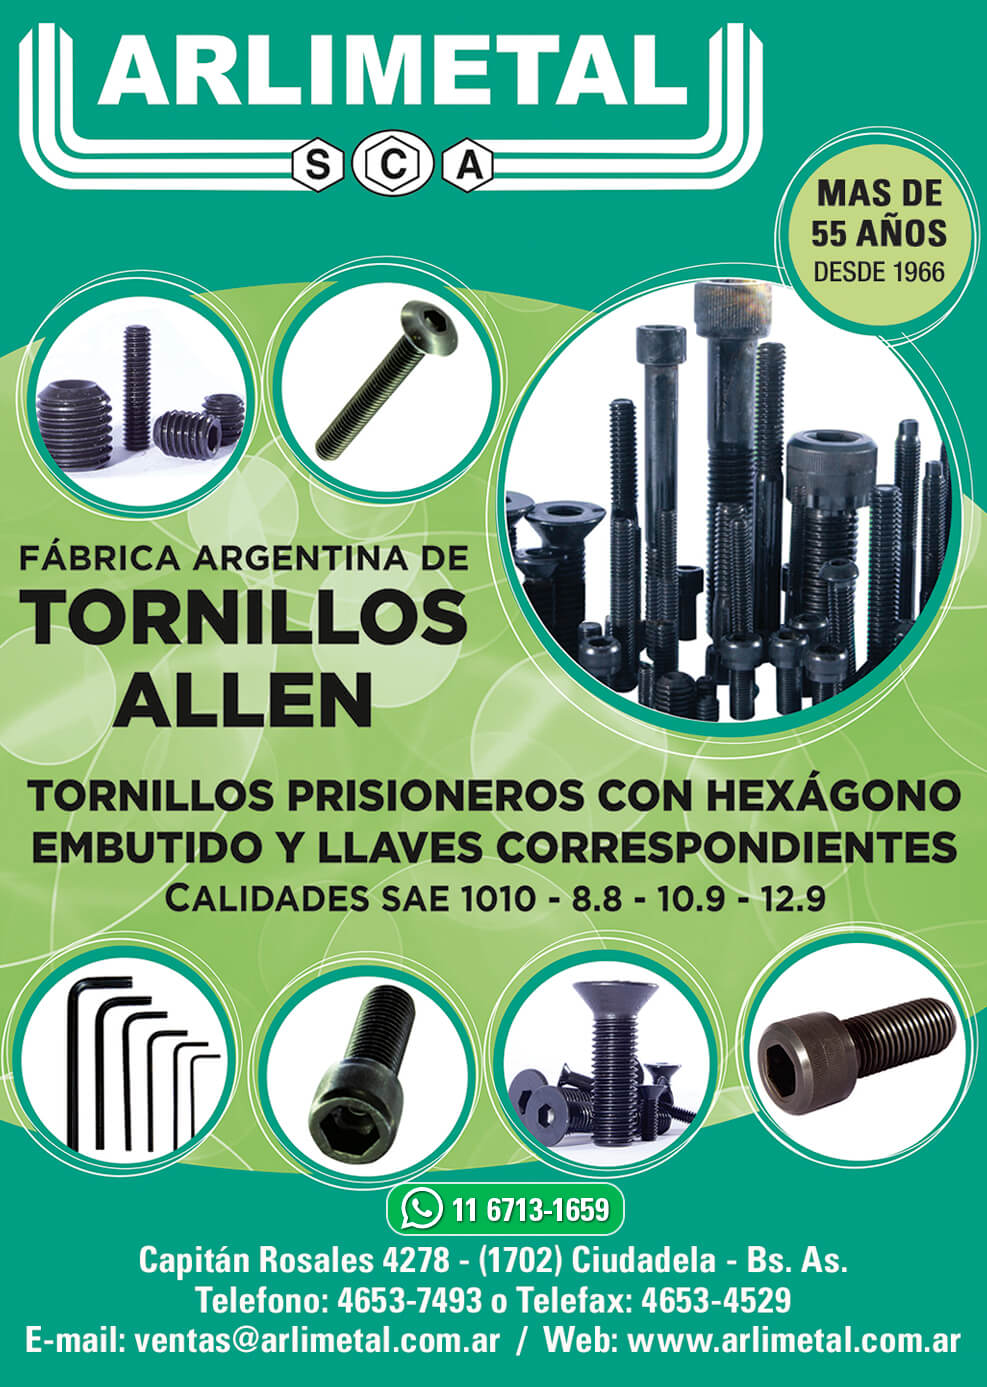 ARLIMETAL
S C A
MAS DE
55 AÑOS
DESDE 1966
FÁBRICA ARGENTINA DE
TORNILLOS
ALLEN
TORNILLOS PRISIONEROS CON HEXÁGONO
EMBUTIDO Y LLAVES CORRESPONDIENTES
CALIDADES SAE 1010 - 8.8 - 10.9 - 12.9
11 6713-1659
Capitán Rosales 4278 - (1702) Ciudadela - Bs. As.
Telefono: 4653-7493 o Telefax: 4653-4529
E-mail: ventas@arlimetal.com.ar / Web: www.arlimetal.com.ar